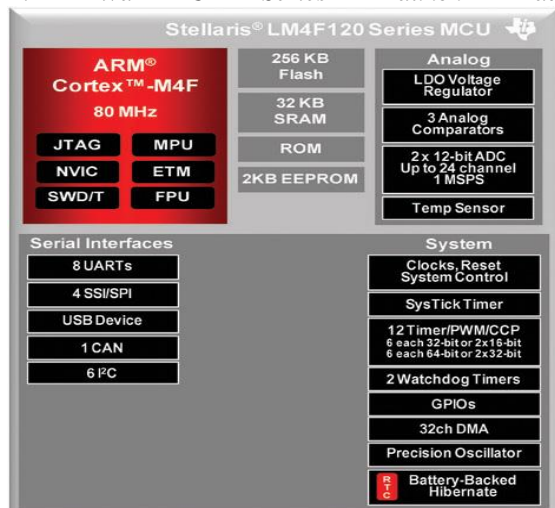 Stellaris® LM4F120 Series MCU
ARM®
Cortex™-M4F
80 MHz
JTAG
MPU
NVIC
ETM
SWD/T
FPU
256 KB
Flash
32 KB
SRAM
ROM
2KB EEPROM
Analog
LDO Voltage
Regulator
3 Analog
Comparators
2 x 12-bit ADC
Up to 24 channel
1 MSPS
Temp Sensor
Serial Interfaces
8 UARTs
4 SSI/SPI
USB Device
1 CAN
6 I²C
System
Clocks, Reset
System Control
SysTick Timer
12 Timer/PWM/CCP
6 each 32-bit or 2x16-bit
6 each 64-bit or 2x32-bit
2 Watchdog Timers
GPIOs
32ch DMA
Precision Oscillator
RTC
Battery-Backed
Hibernate